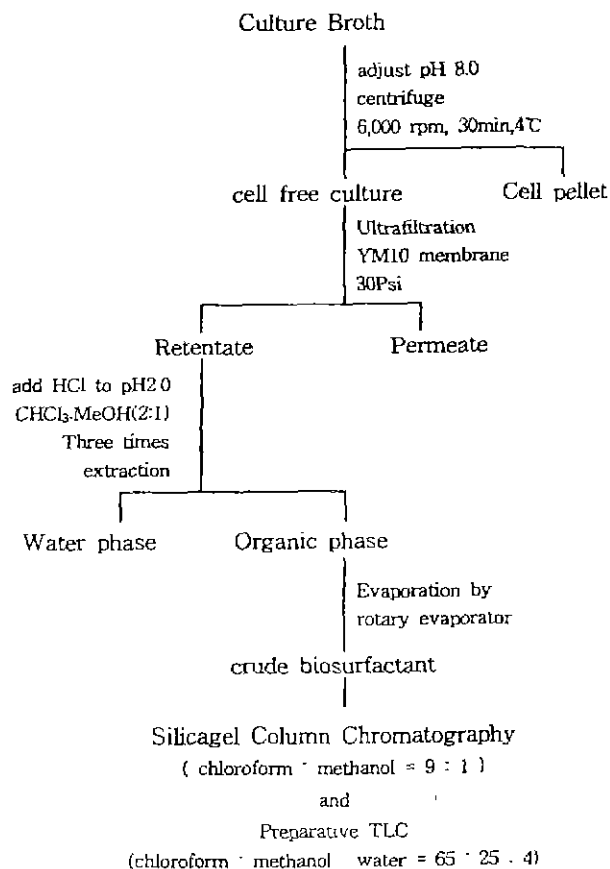 Culture Broth
adjust pH 8.0
centrifuge
6,000 rpm, 30min,4℃
cell free culture
Cell pellet
Ultrafiltration
YM10 membrane
30Psi
Retentate
Permeate
add HCl to pH2 0
CHCl₃-MeOH(2:1)
Three times
extraction
Water phase
Organic phase
Evaporation by
rotary evaporator
crude biosurfactant
Silicagel Column Chromatography
( chloroform · methanol = 9 : 1 )
and
Preparative TLC
(chloroform · methanol water = 65 · 25 . 4)